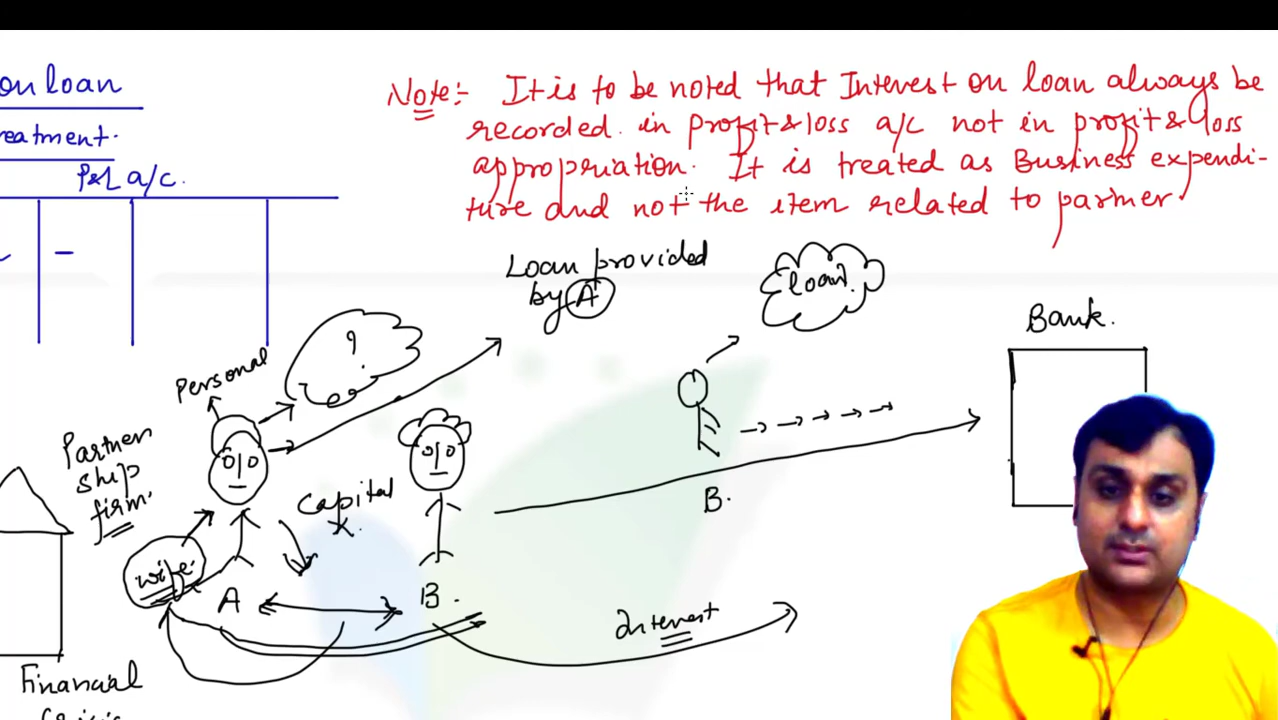 on loan
reatment.
P&L a/c.
Note:- It is to be noted that Interest on loan always be
recorded. in profit & loss a/c not in profit & loss
appropriation. It is treated as Business expendi-
ture and not the item related to partner.
Loan provided
by A
loan.
Bank.
?
Personal
Partner
ship
firm.
Capital
x.
wife.
A
B.
B.
Interest
Financial